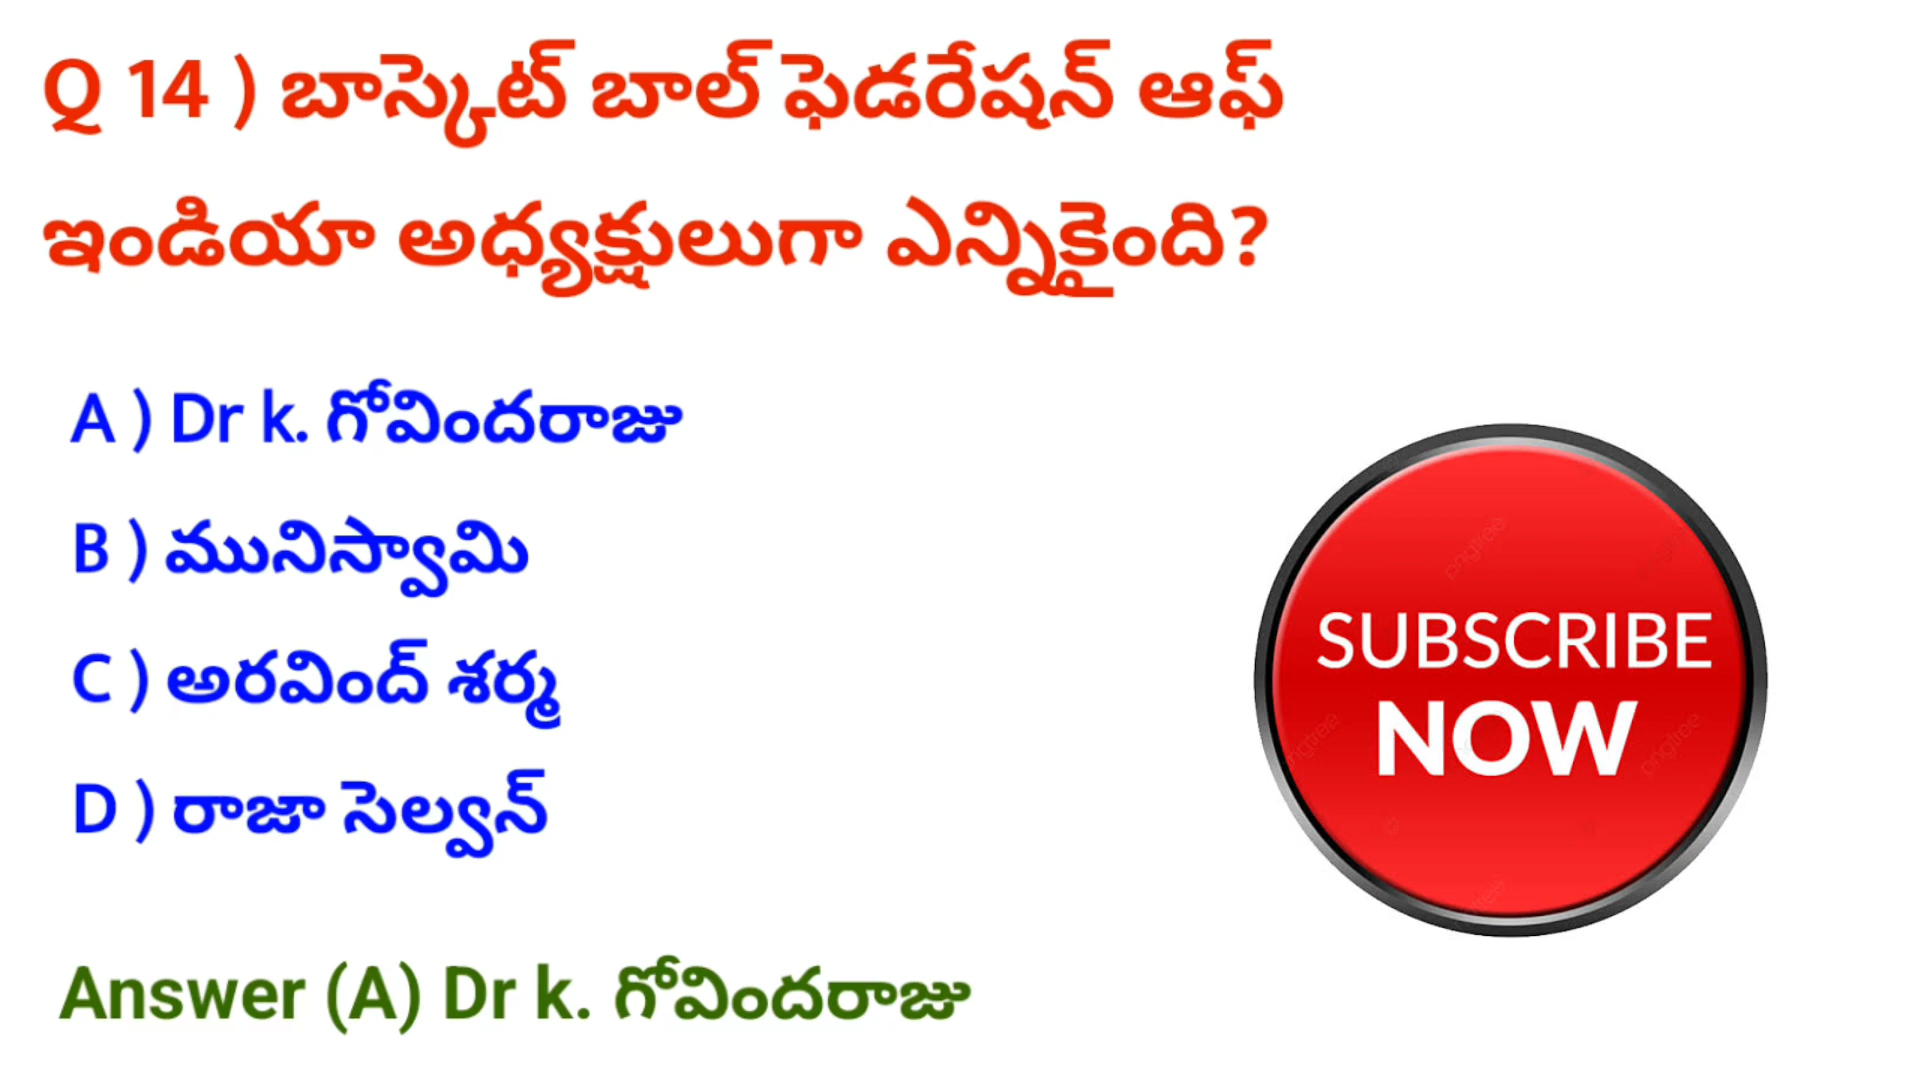 Q 14 ) బాస్కెట్ బాల్ ఫెడరేషన్ ఆఫ్
ఇండియా అధ్యక్షులుగా ఎన్నికైంది?
A ) Dr k. గోవిందరాజు
B ) మునిస్వామి
C ) అరవింద్ శర్మ
D ) రాజా సెల్వన్
SUBSCRIBE
NOW
Answer (A) Dr k. గోవిందరాజు